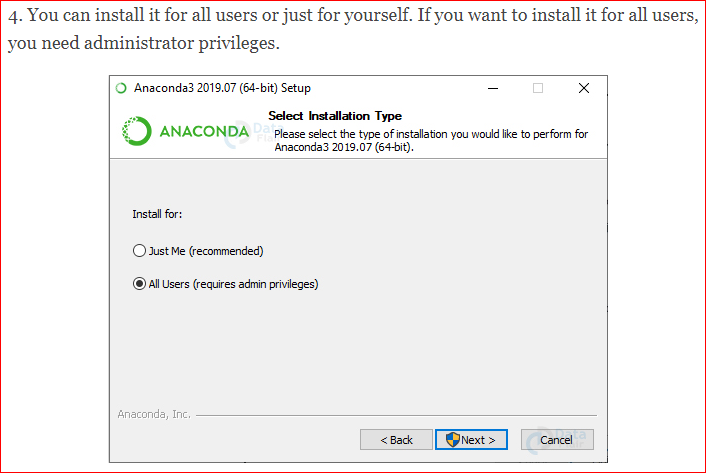 4. You can install it for all users or just for yourself. If you want to install it for all users,
you need administrator privileges.
Anaconda3 2019.07 (64-bit) Setup
ANACONDA
Select Installation Type
Please select the type of installation you would like to perform for
Anaconda3 2019.07 (64-bit).
Install for:
Just Me (recommended)
All Users (requires admin privileges)
Anaconda, Inc.
< Back
Next >
Cancel